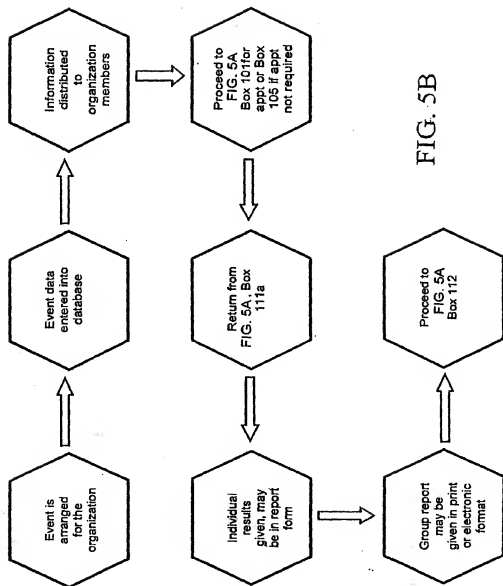 Event is
arranged
for the
organization
Event data
entered into
database
Information
distributed
to
organization
members
Proceed to
FIG. 5A
Box 101for
appt or Box
105 if appt
not required
Return from
FIG. 5A, Box
111a
Individual
results
given, may
be in report
form
Group report
may be
given in print
or electronic
format
Proceed to
FIG. 5A
Box 112
FIG. 5B